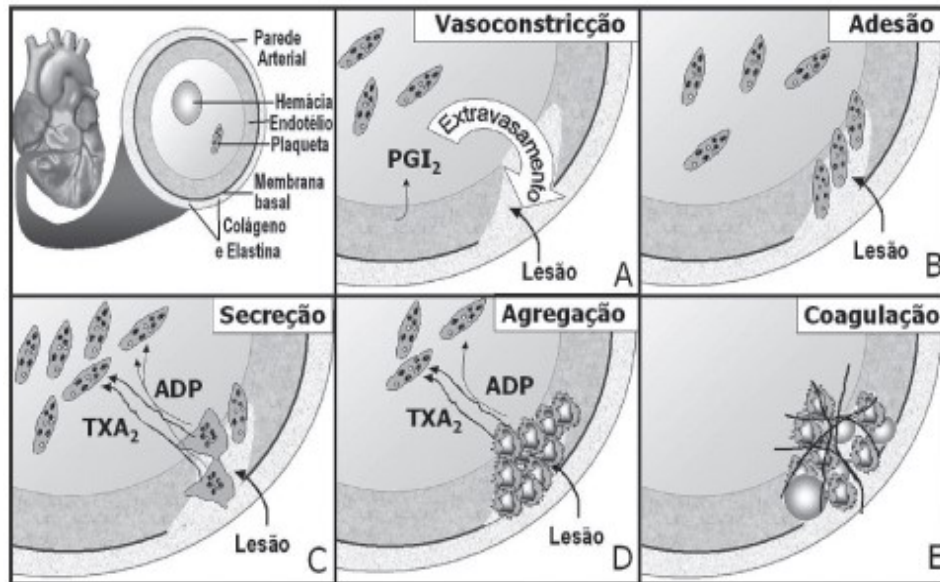 Parede
Arterial
Hemácia
Endotélio
Plaqueta
Membrana
basal
Colágeno
e Elastina
Vasoconstricção
Extravasamento
PGI₂
Lesão
A
Adesão
Lesão
B
Secreção
ADP
TXA₂
Lesão
C
Agregação
ADP
TXA₂
Lesão
D
Coagulação
E